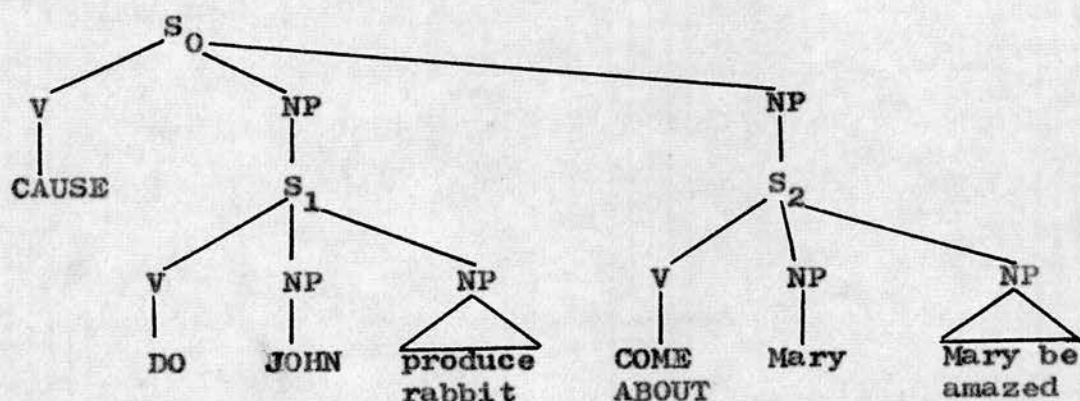 S0
V NP NP
CAUSE S1 S2
V NP NP V NP NP
DO JOHN produce COME Mary Mary be
rabbit ABOUT amazed